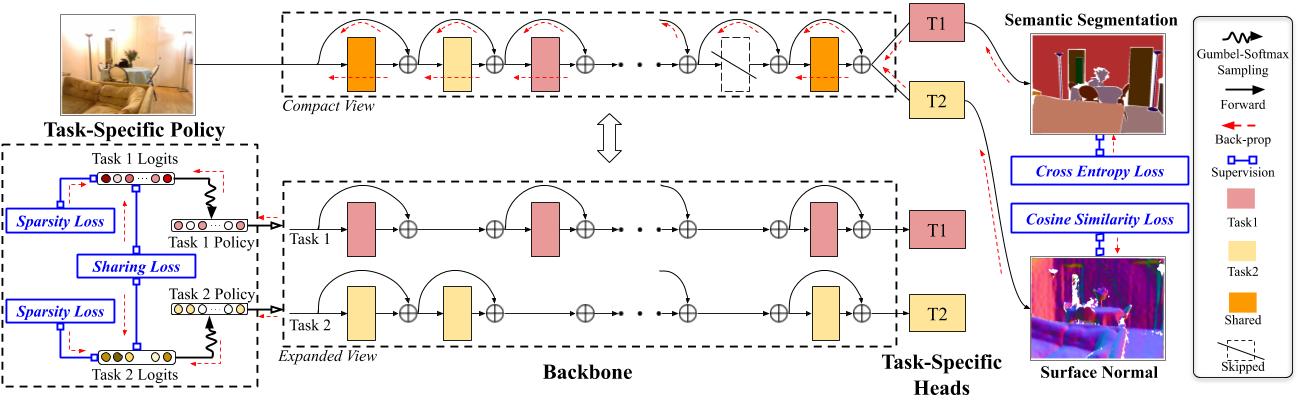 Task-Specific Policy
Task 1 Logits
Sparsity Loss
Task 1 Policy
Sharing Loss
Task 2 Policy
Sparsity Loss
Task 2 Logits
Compact View
T1
T2
Task 1
T1
Task 2
T2
Expanded View
Backbone
Task-Specific
Heads
Semantic Segmentation
Cross Entropy Loss
Cosine Similarity Loss
Surface Normal
Gumbel-Softmax
Sampling
Forward
Back-prop
Supervision
Task1
Task2
Shared
Skipped